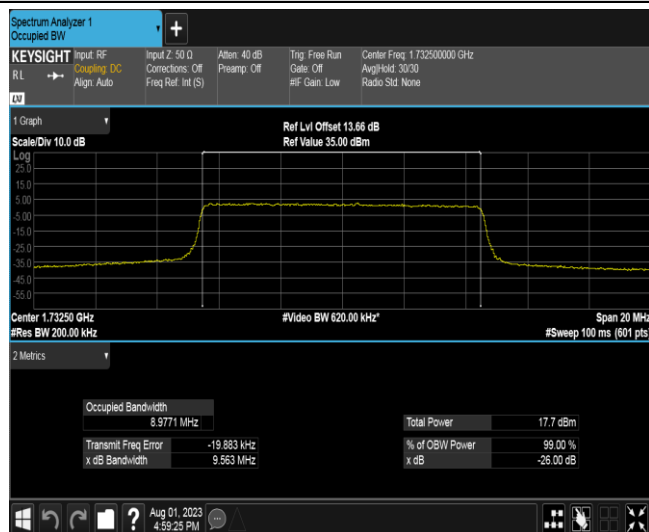 Spectrum Analyzer 1
Occupied BW
+
KEYSIGHT Input: RF Input Z: 50 Ω Atten: 40 dB Trig: Free Run Center Freq: 1.732500000 GHz
RL Coupling: DC Corrections: Off Preamp: Off Gate: Off Avg|Hold: 30/30
Align: Auto Freq Ref: Int (S) #IF Gain: Low Radio Std: None
LXI
1 Graph
Ref Lvl Offset 13.66 dB
Scale/Div 10.0 dB Ref Value 35.00 dBm
Log
25.0
15.0
5.00
-5.00
-15.0
-25.0
-35.0
-45.0
-55.0
Center 1.73250 GHz #Video BW 620.00 kHz* Span 20 MHz
#Res BW 200.00 kHz #Sweep 100 ms (601 pts)
2 Metrics
Occupied Bandwidth
8.9771 MHz Total Power 17.7 dBm
Transmit Freq Error -19.883 kHz % of OBW Power 99.00 %
x dB Bandwidth 9.563 MHz x dB -26.00 dB
? Aug 01, 2023
4:59:25 PM